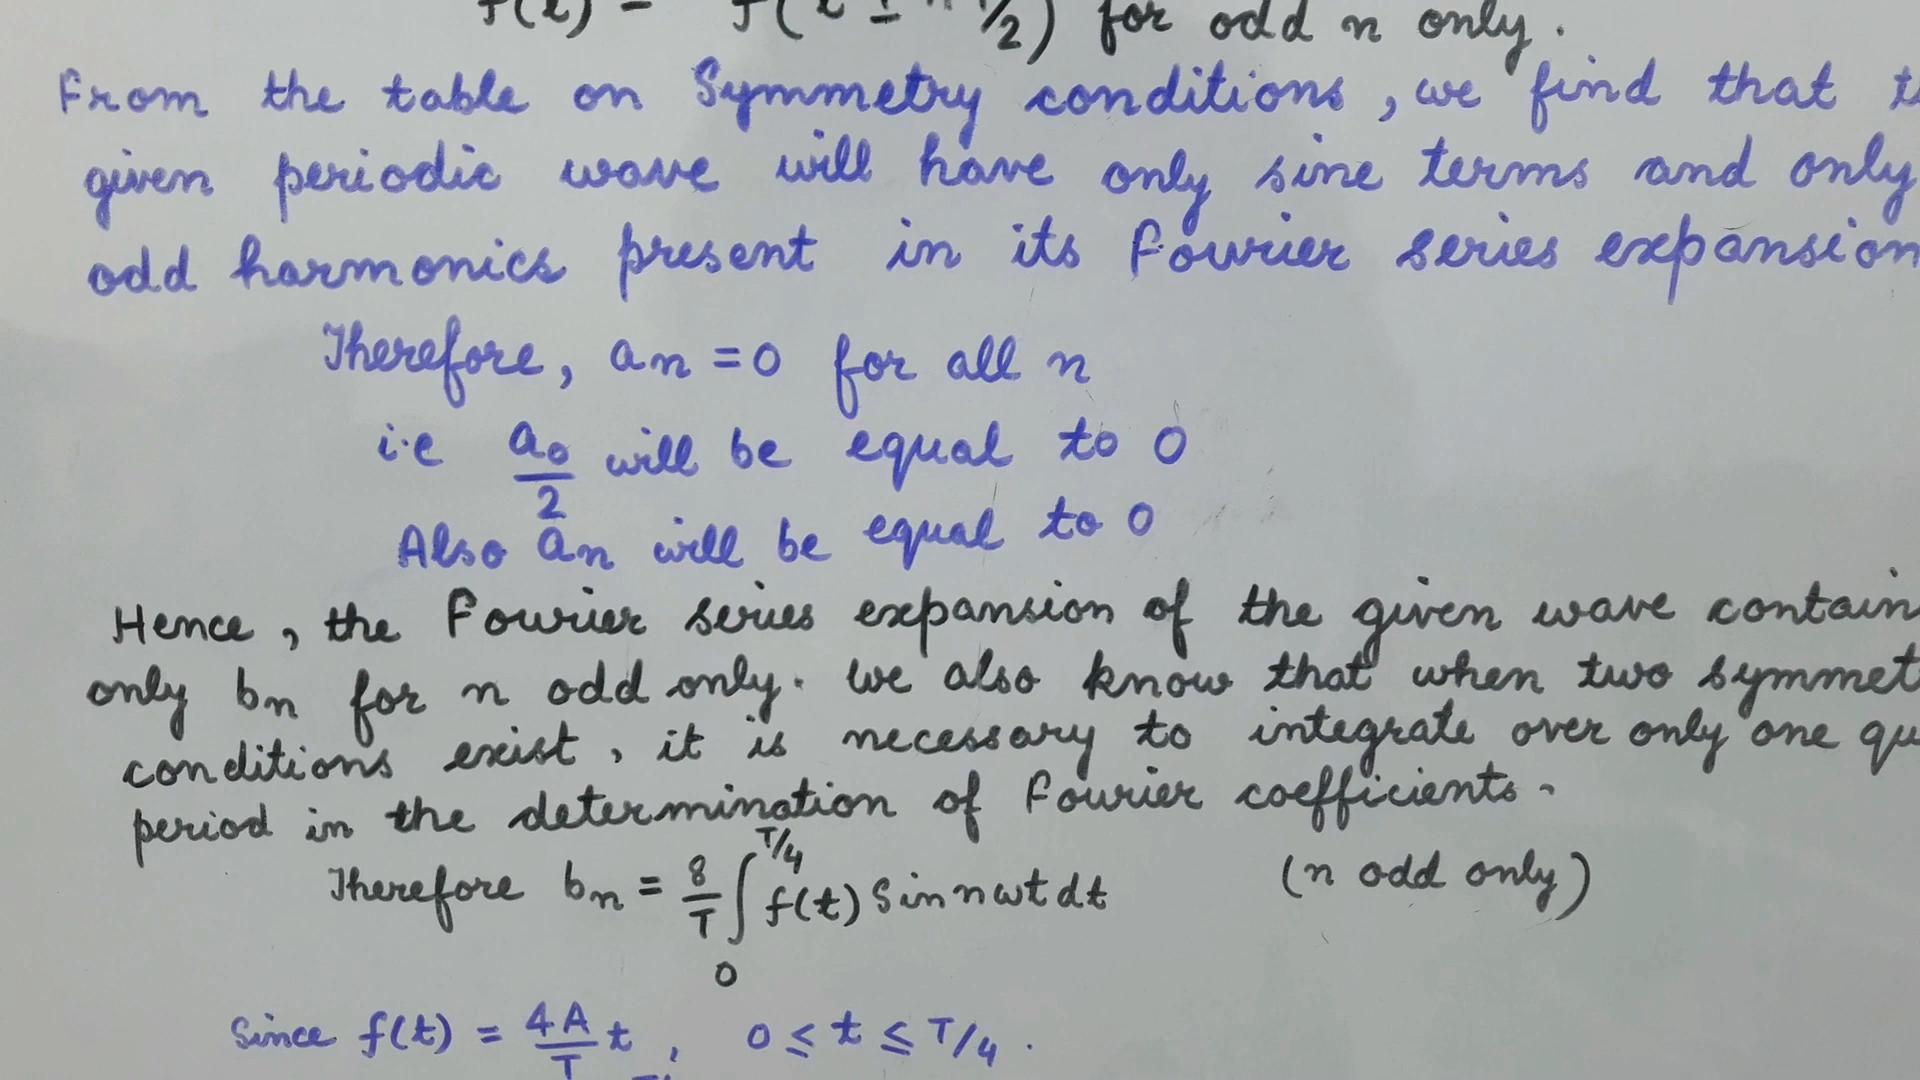 f(t) = - f(t ± nT/2) for odd n only.
From the table on Symmetry conditions, we find that
given periodic wave will have only sine terms and only
odd harmonics present in its Fourier series expansion
Therefore, an = 0 for all n
i.e a0/2 will be equal to 0
Also an will be equal to 0
Hence, the Fourier series expansion of the given wave contain
only bn for n odd only. We also know that when two symmet
conditions exist, it is necessary to integrate over only one qu
period in the determination of Fourier coefficients.
Therefore bn = 8/T ∫0^T/4 f(t) Sin nωt dt (n odd only)
Since f(t) = 4A/T t, 0 ≤ t ≤ T/4.